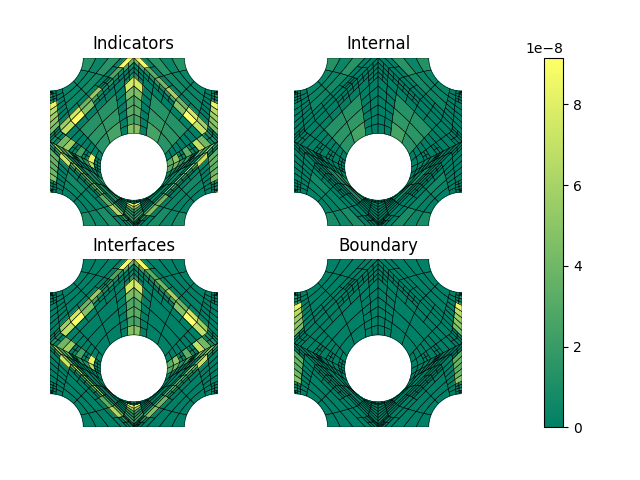 Indicators
Internal
1e−8
8
6
Interfaces
Boundary
4
2
0